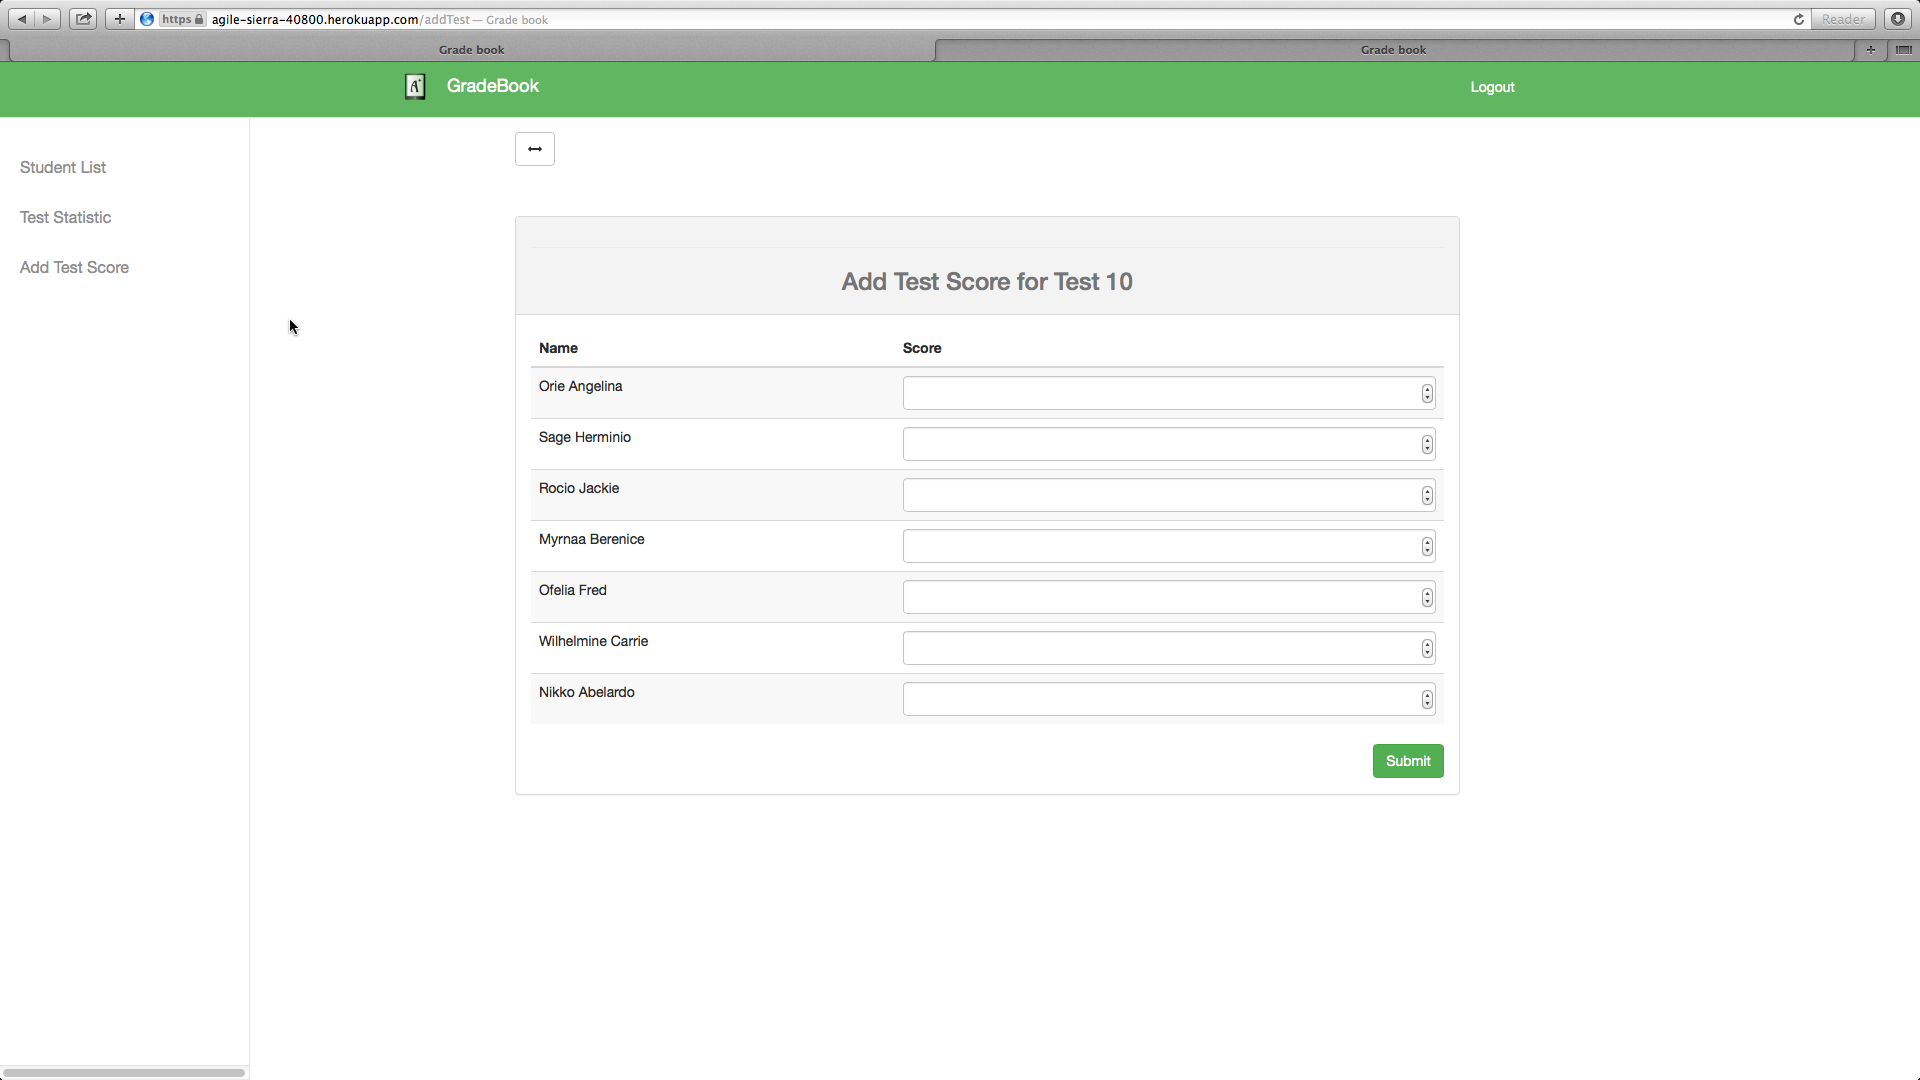 https agile-sierra-40800.herokuapp.com/addTest — Grade book Reader
Grade book Grade book
A+ GradeBook Logout
Student List
Test Statistic
Add Test Score
Add Test Score for Test 10
Name Score
Orie Angelina
Sage Herminio
Rocio Jackie
Myrnaa Berenice
Ofelia Fred
Wilhelmine Carrie
Nikko Abelardo
Submit